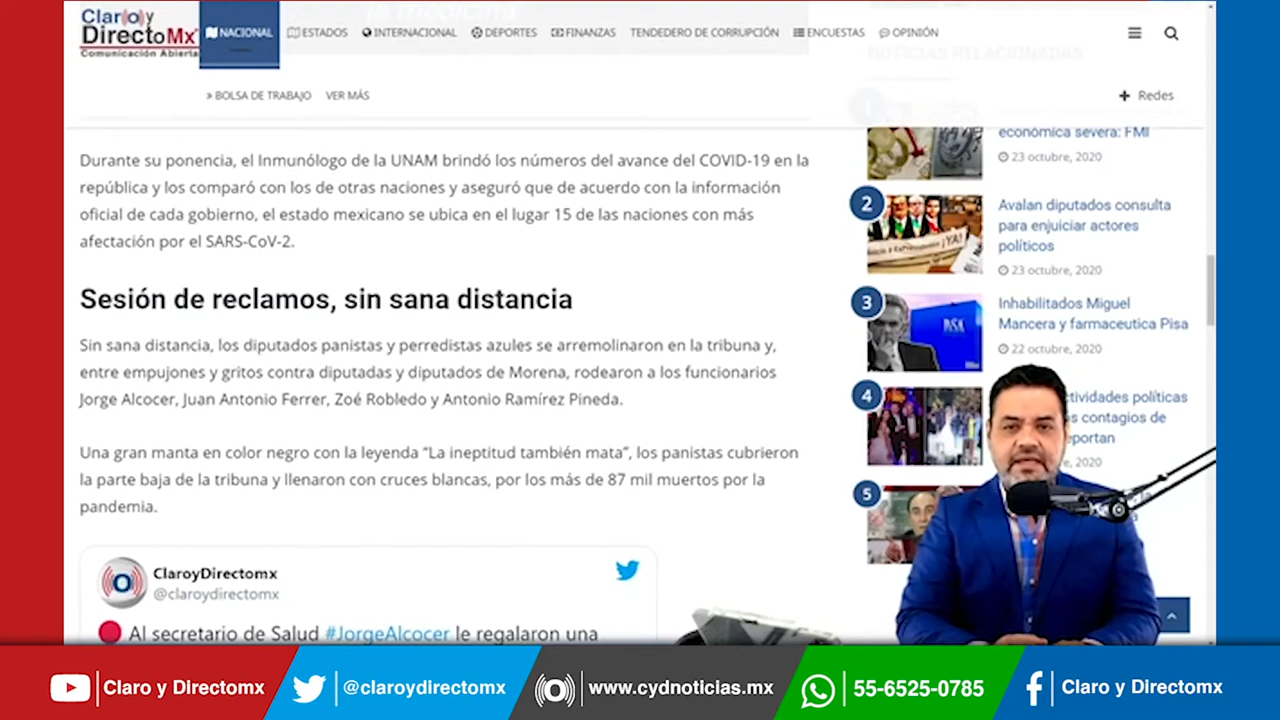 la medicina
Claro y
DirectoMx
Comunicación Abierta
NACIONAL
ESTADOS
INTERNACIONAL
DEPORTES
FINANZAS
TENDEDERO DE CORRUPCIÓN
ENCUESTAS
OPINIÓN
NOTICIAS RELACIONADAS
» BOLSA DE TRABAJO
VER MÁS
+ Redes
Durante su ponencia, el Inmunólogo de la UNAM brindó los números del avance del COVID-19 en la
república y los comparó con los de otras naciones y aseguró que de acuerdo con la información
oficial de cada gobierno, el estado mexicano se ubica en el lugar 15 de las naciones con más
afectación por el SARS-CoV-2.
Sesión de reclamos, sin sana distancia
Sin sana distancia, los diputados panistas y perredistas azules se arremolinaron en la tribuna y,
entre empujones y gritos contra diputadas y diputados de Morena, rodearon a los funcionarios
Jorge Alcocer, Juan Antonio Ferrer, Zoé Robledo y Antonio Ramírez Pineda.
Una gran manta en color negro con la leyenda “La ineptitud también mata”, los panistas cubrieron
la parte baja de la tribuna y llenaron con cruces blancas, por los más de 87 mil muertos por la
pandemia.
ClaroyDirectomx
@claroydirectomx
Al secretario de Salud #JorgeAlcocer le regalaron una
1
económica severa: FMI
23 octubre, 2020
2
¡YA!
Avalan diputados consulta
para enjuiciar actores
políticos
23 octubre, 2020
3
PiSA
Inhabilitados Miguel
Mancera y farmaceutica Pisa
22 octubre, 2020
4
ctividades políticas
s contagios de
eportan
re, 2020
5
Claro y Directomx
@claroydirectomx
www.cydnoticias.mx
55-6525-0785
Claro y Directomx